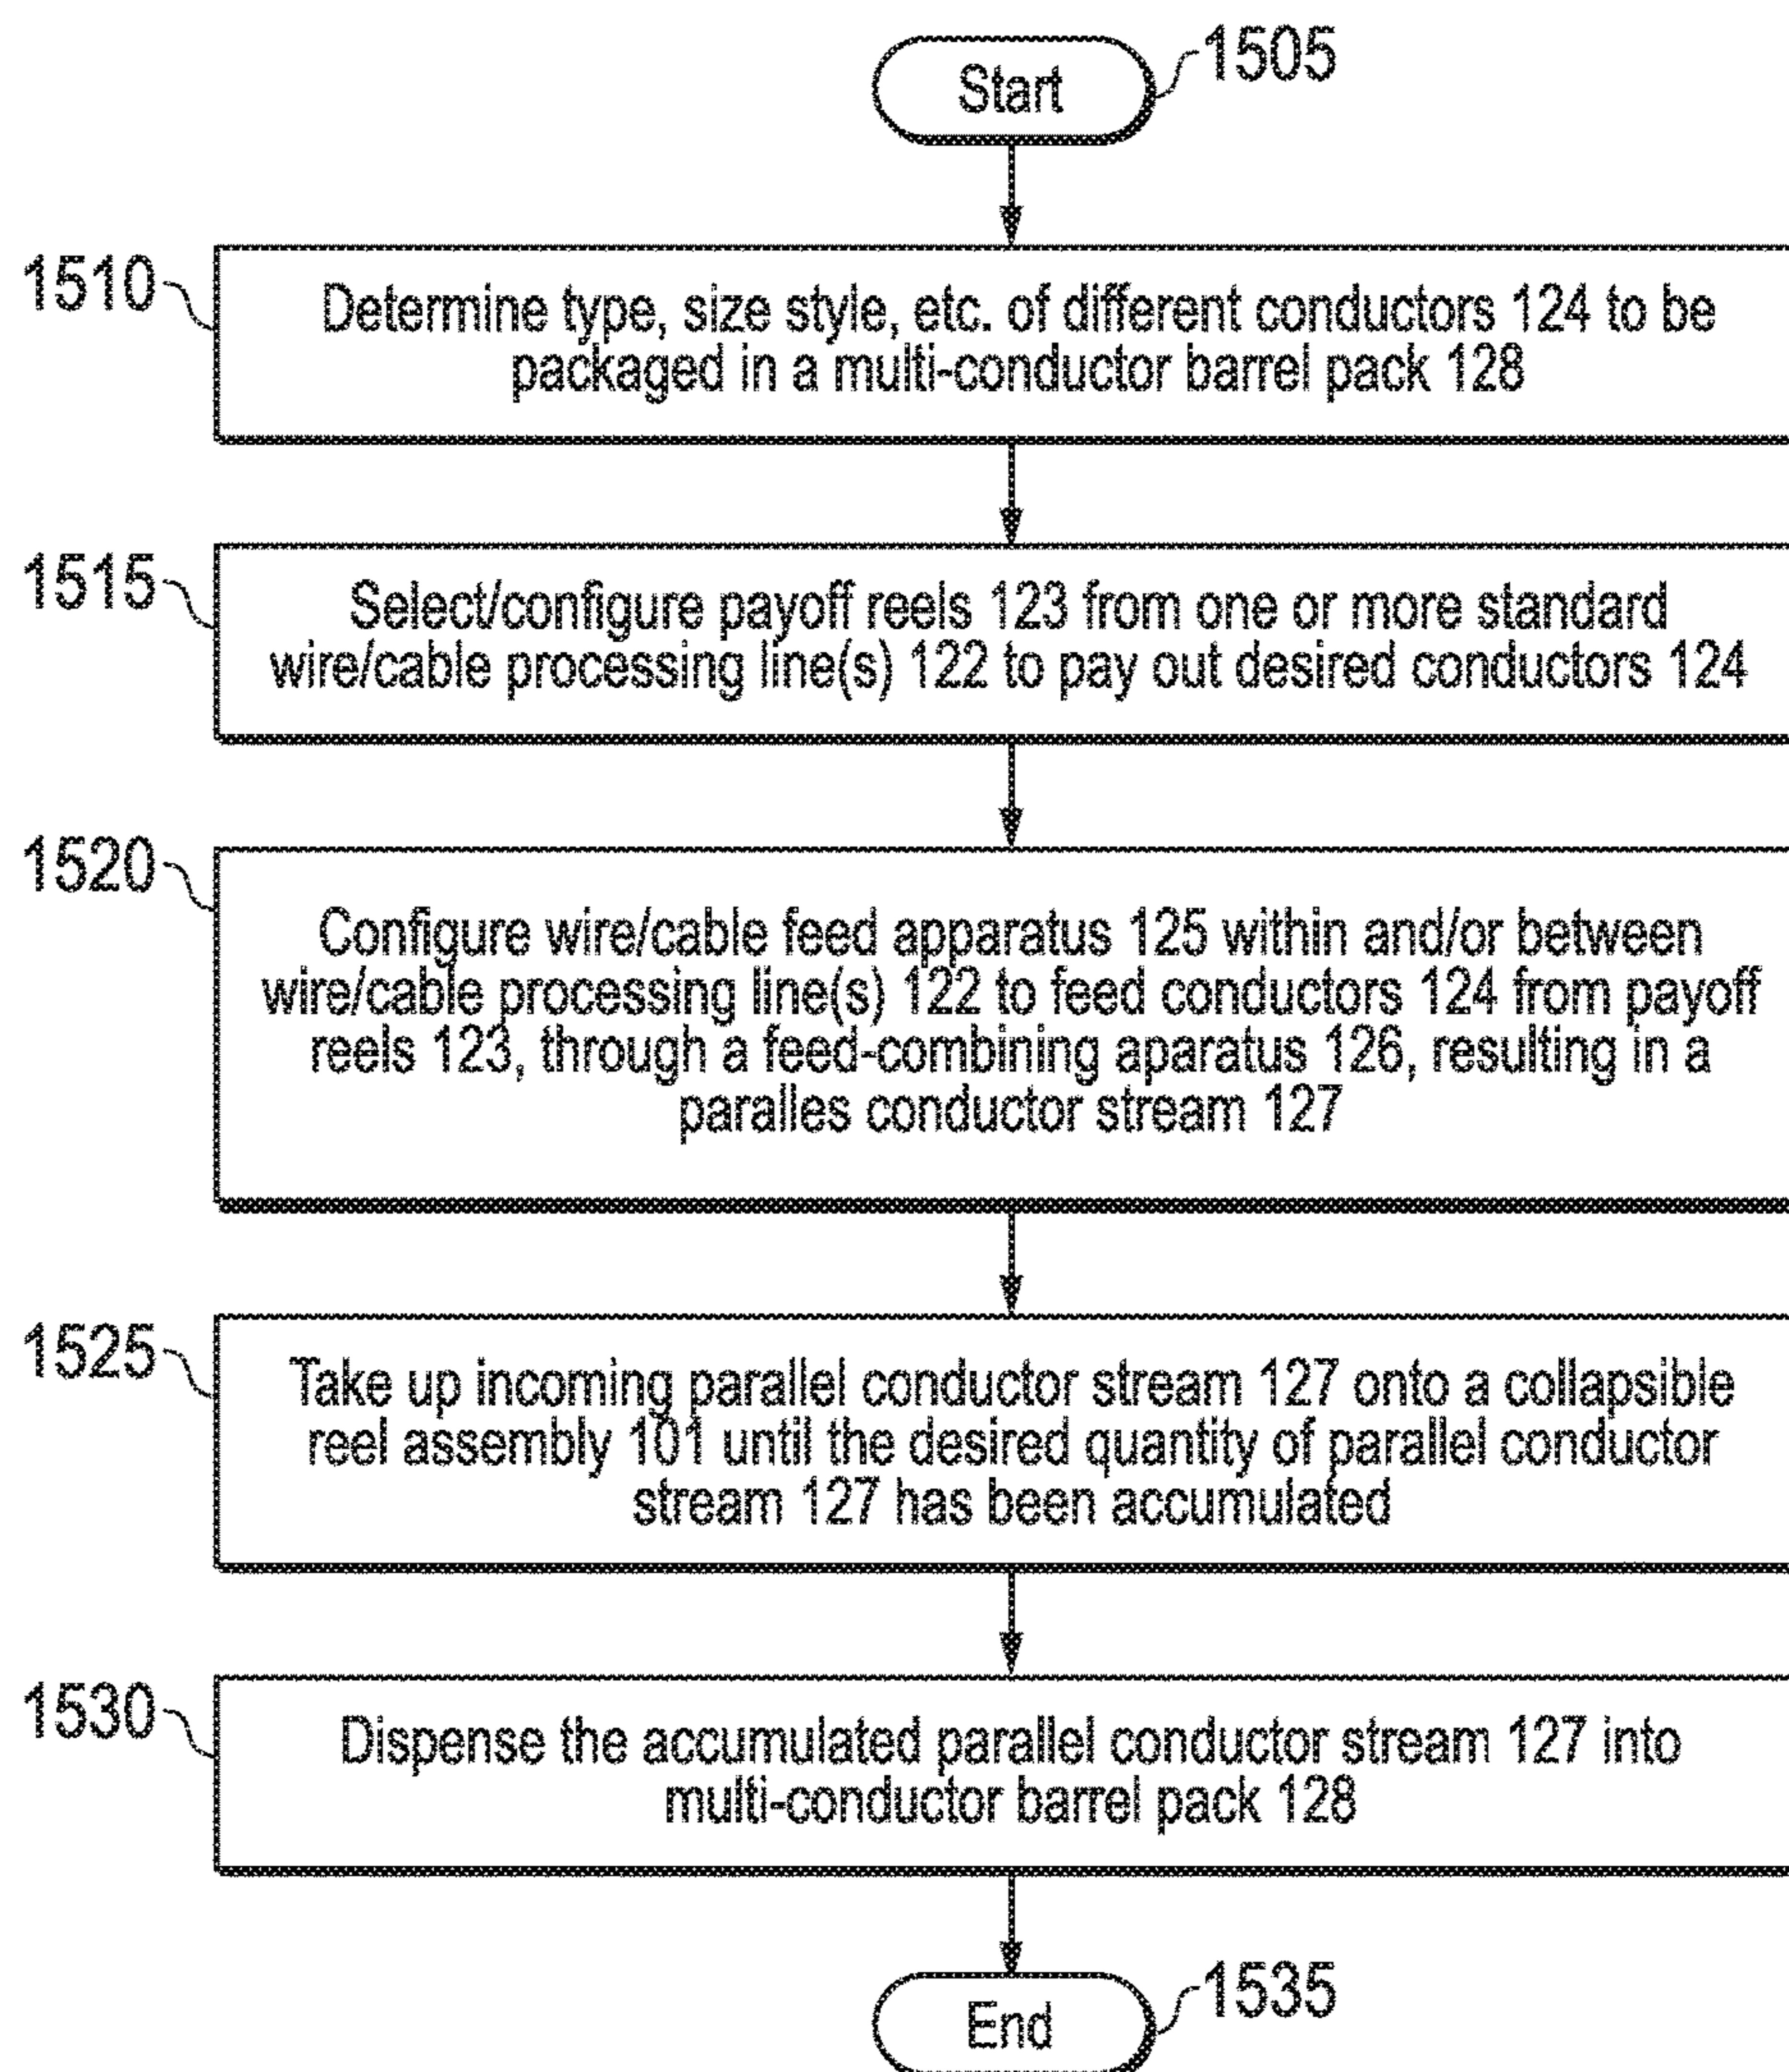 Start
1505
1510
Determine type, size style, etc. of different conductors 124 to be
packaged in a multi-conductor barrel pack 128
1515
Select/configure payoff reels 123 from one or more standard
wire/cable processing line(s) 122 to pay out desired conductors 124
1520
Configure wire/cable feed apparatus 125 within and/or between
wire/cable processing line(s) 122 to feed conductors 124 from payoff
reels 123, through a feed-combining aparatus 126, resulting in a
paralles conductor stream 127
1525
Take up incoming parallel conductor stream 127 onto a collapsible
reel assembly 101 until the desired quantity of parallel conductor
stream 127 has been accumulated
1530
Dispense the accumulated parallel conductor stream 127 into
multi-conductor barrel pack 128
End
1535